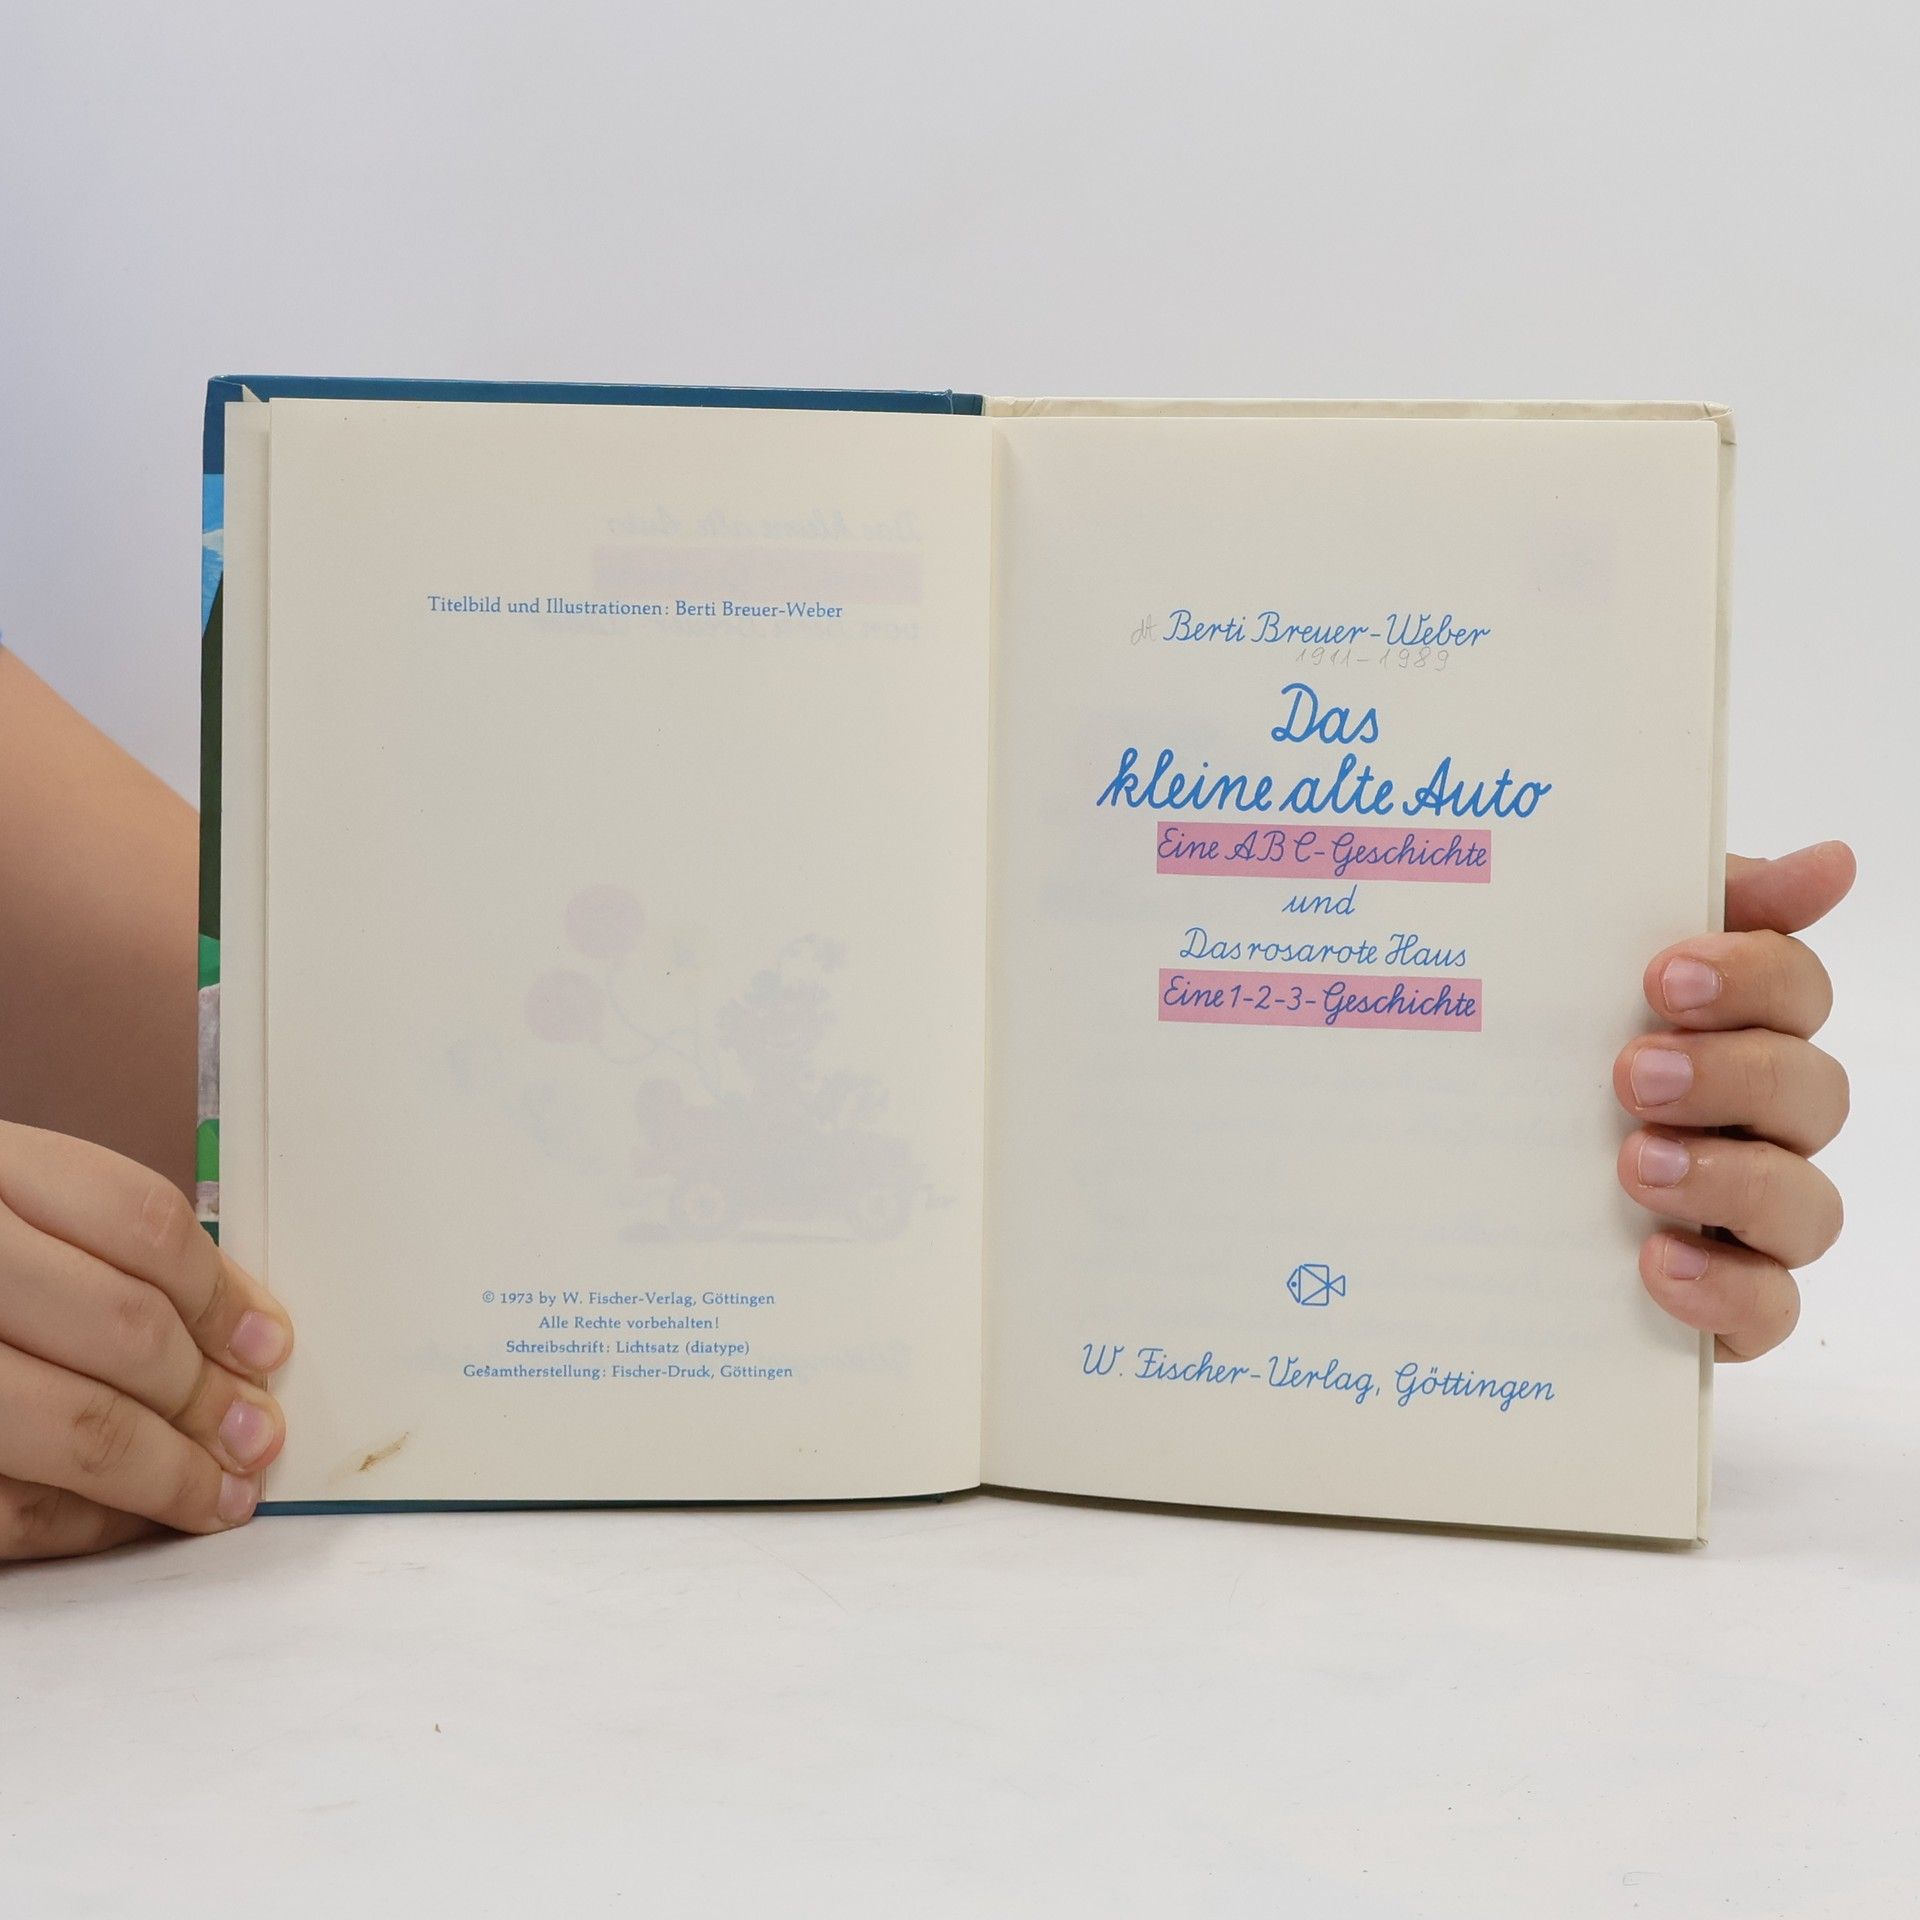 Titelbild und Illustrationen: Berti Breuer-Weber
© 1973 by W. Fischer-Verlag, Göttingen
Alle Rechte vorbehalten!
Schreibschrift: Lichtsatz (diatype)
Gesamtherstellung: Fischer-Druck, Göttingen
dt Berti Breuer-Weber
1911-1989
Das
kleine alte Auto
Eine ABC-Geschichte
und
Das rosarote Haus
Eine 1-2-3-Geschichte
W. Fischer-Verlag, Göttingen